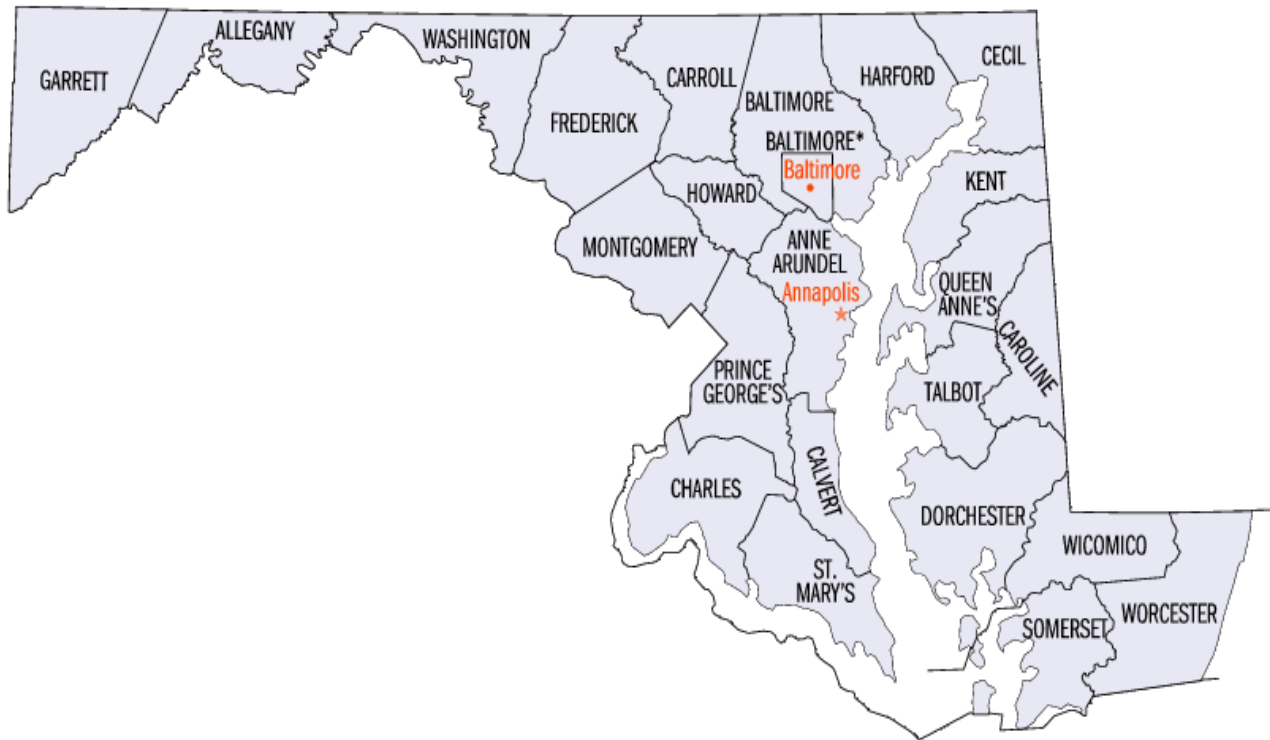 ALLEGANY
WASHINGTON
CECIL
GARRETT
CARROLL
HARFORD
BALTIMORE
FREDERICK
BALTIMORE*
Baltimore
KENT
HOWARD
MONTGOMERY
ANNE
ARUNDEL
Annapolis
QUEEN
ANNE'S
CAROLINE
PRINCE
GEORGE'S
TALBOT
CALVERT
CHARLES
DORCHESTER
WICOMICO
ST.
MARY'S
WORCESTER
SOMERSET